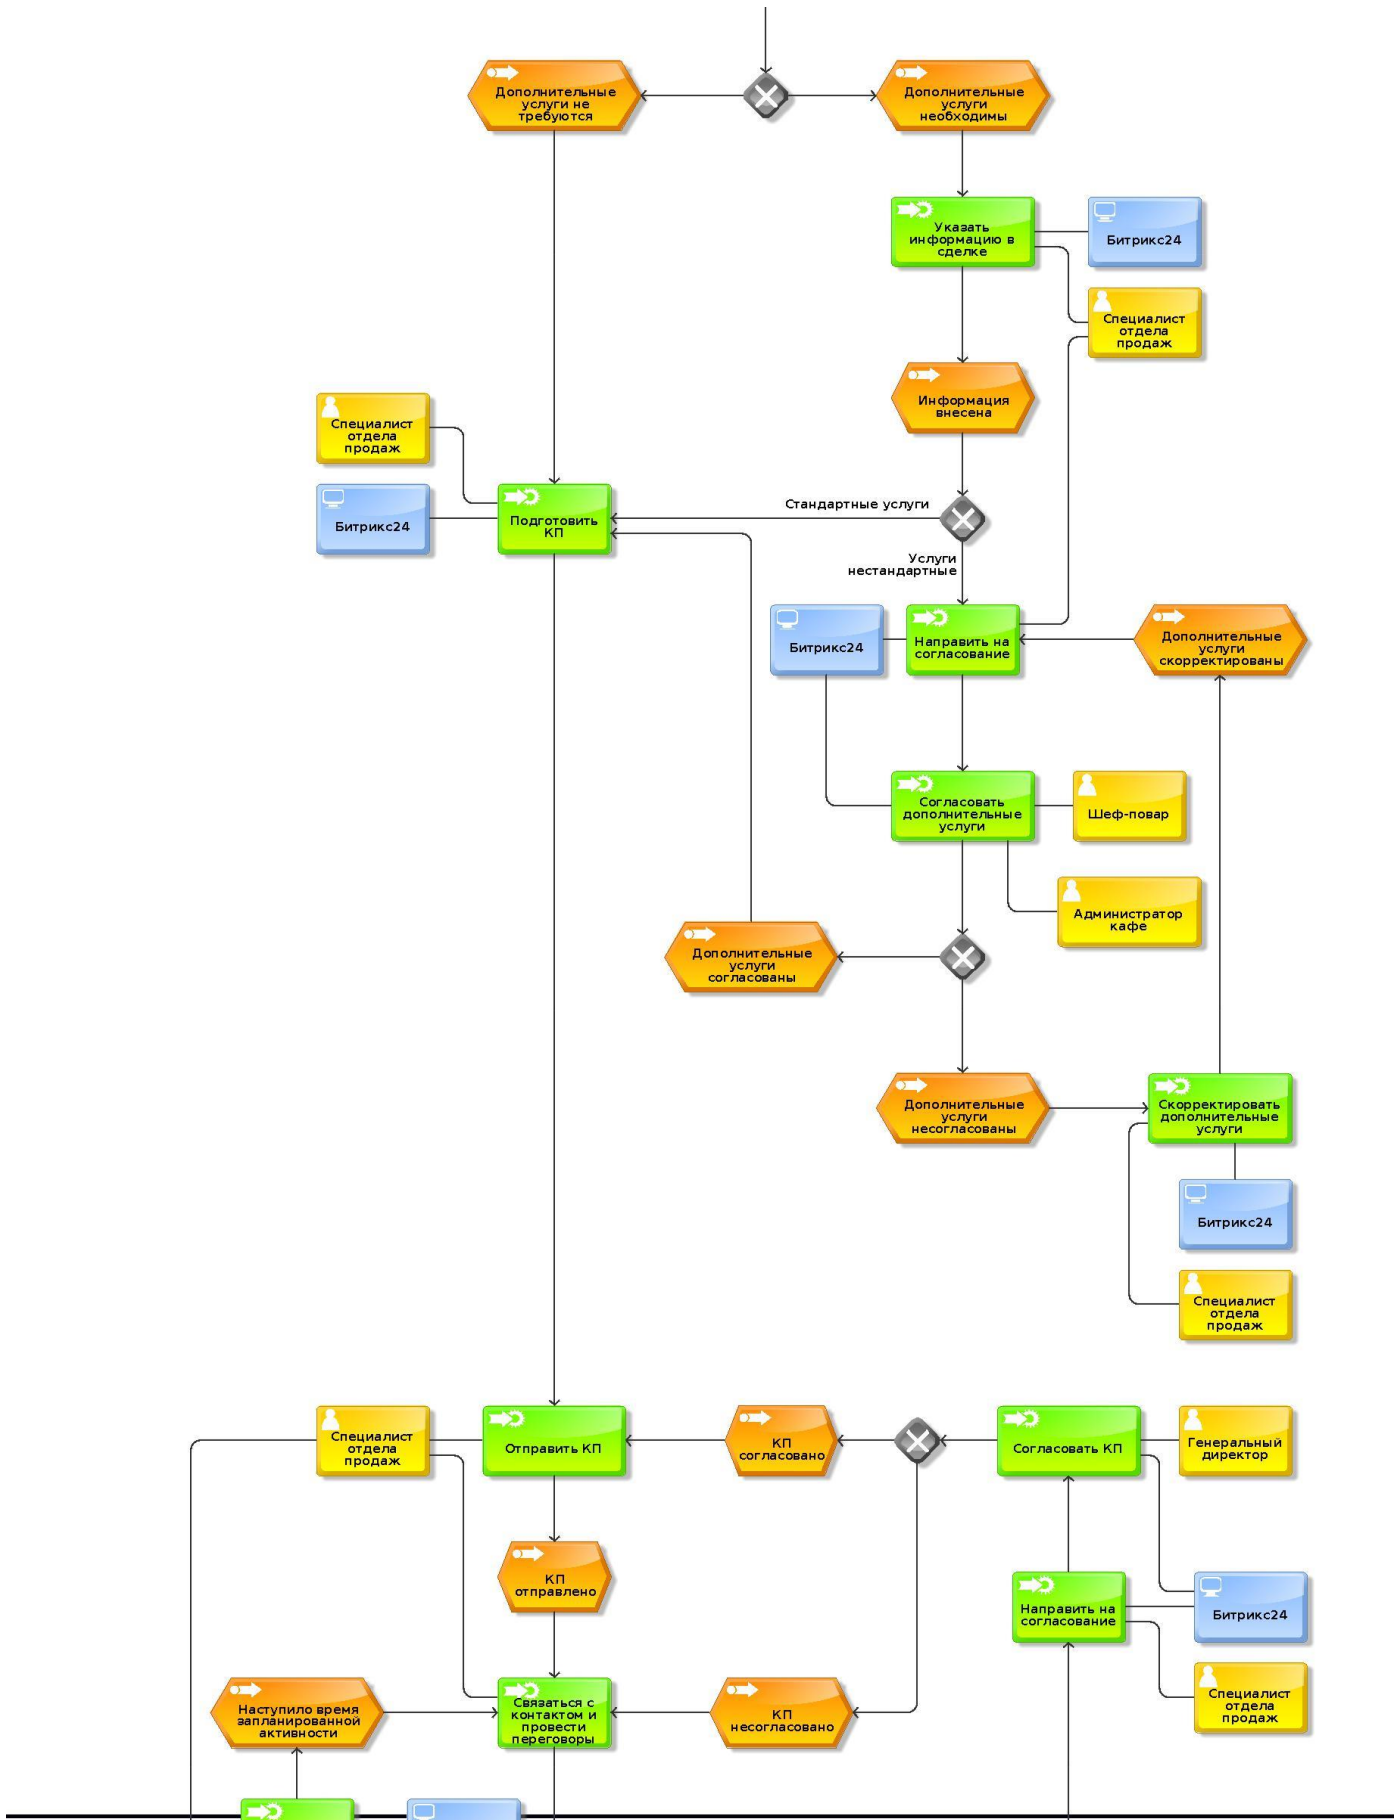 Дополнительные
услуги не
требуются
Дополнительные
услуги
необходимы
Указать
информацию в
сделке
Битрикс24
Специалист
отдела
продаж
Информация
внесена
Специалист
отдела
продаж
Битрикс24
Подготовить
КП
Стандартные услуги
Услуги
нестандартные
Битрикс24
Направить на
согласование
Дополнительные
услуги
скорректированы
Согласовать
дополнительные
услуги
Шеф-повар
Администратор
кафе
Дополнительные
услуги
согласованы
Дополнительные
услуги
несогласованы
Скорректировать
дополнительные
услуги
Битрикс24
Специалист
отдела
продаж
Специалист
отдела
продаж
Отправить КП
КП
согласовано
Согласовать КП
Генеральный
директор
КП
отправлено
Направить на
согласование
Битрикс24
Специалист
отдела
продаж
Наступило время
запланированной
активности
Связаться с
контактом и
провести
переговоры
КП
несогласовано